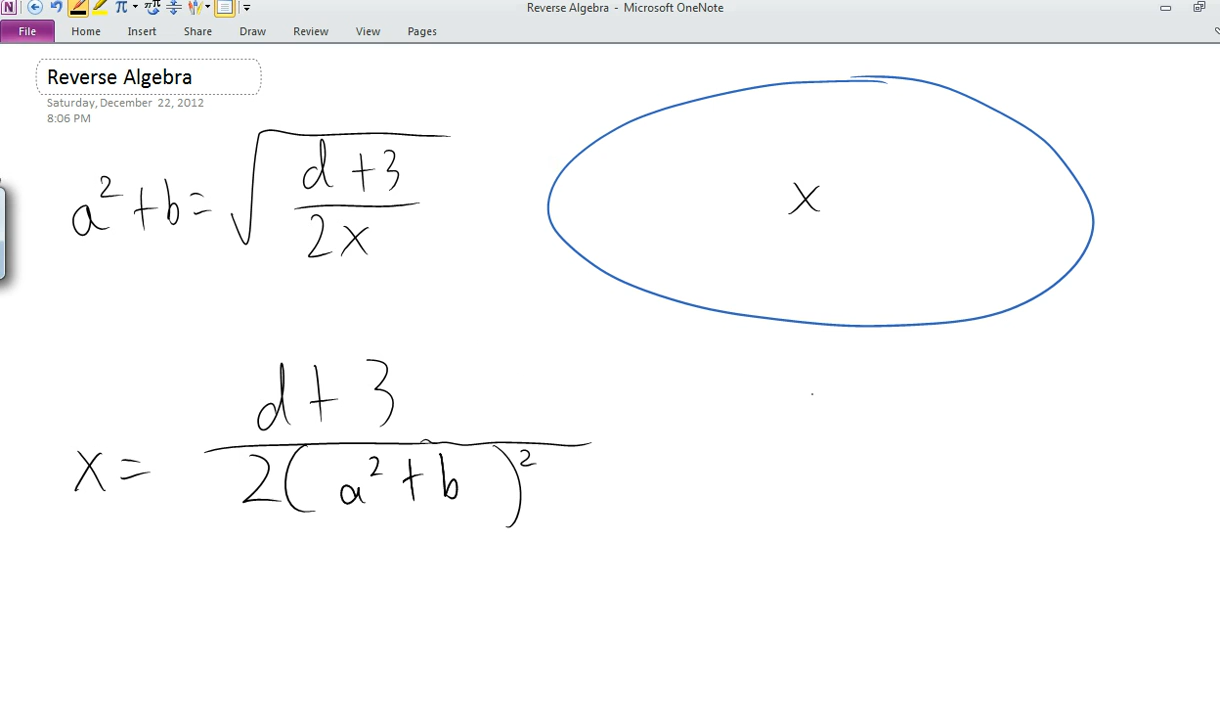 Reverse Algebra - Microsoft OneNote
File Home Insert Share Draw Review View Pages
Reverse Algebra
Saturday, December 22, 2012
8:06 PM
a² + b = √((d + 3)/(2x))
x
x = (d + 3)/(2(a² + b)²)